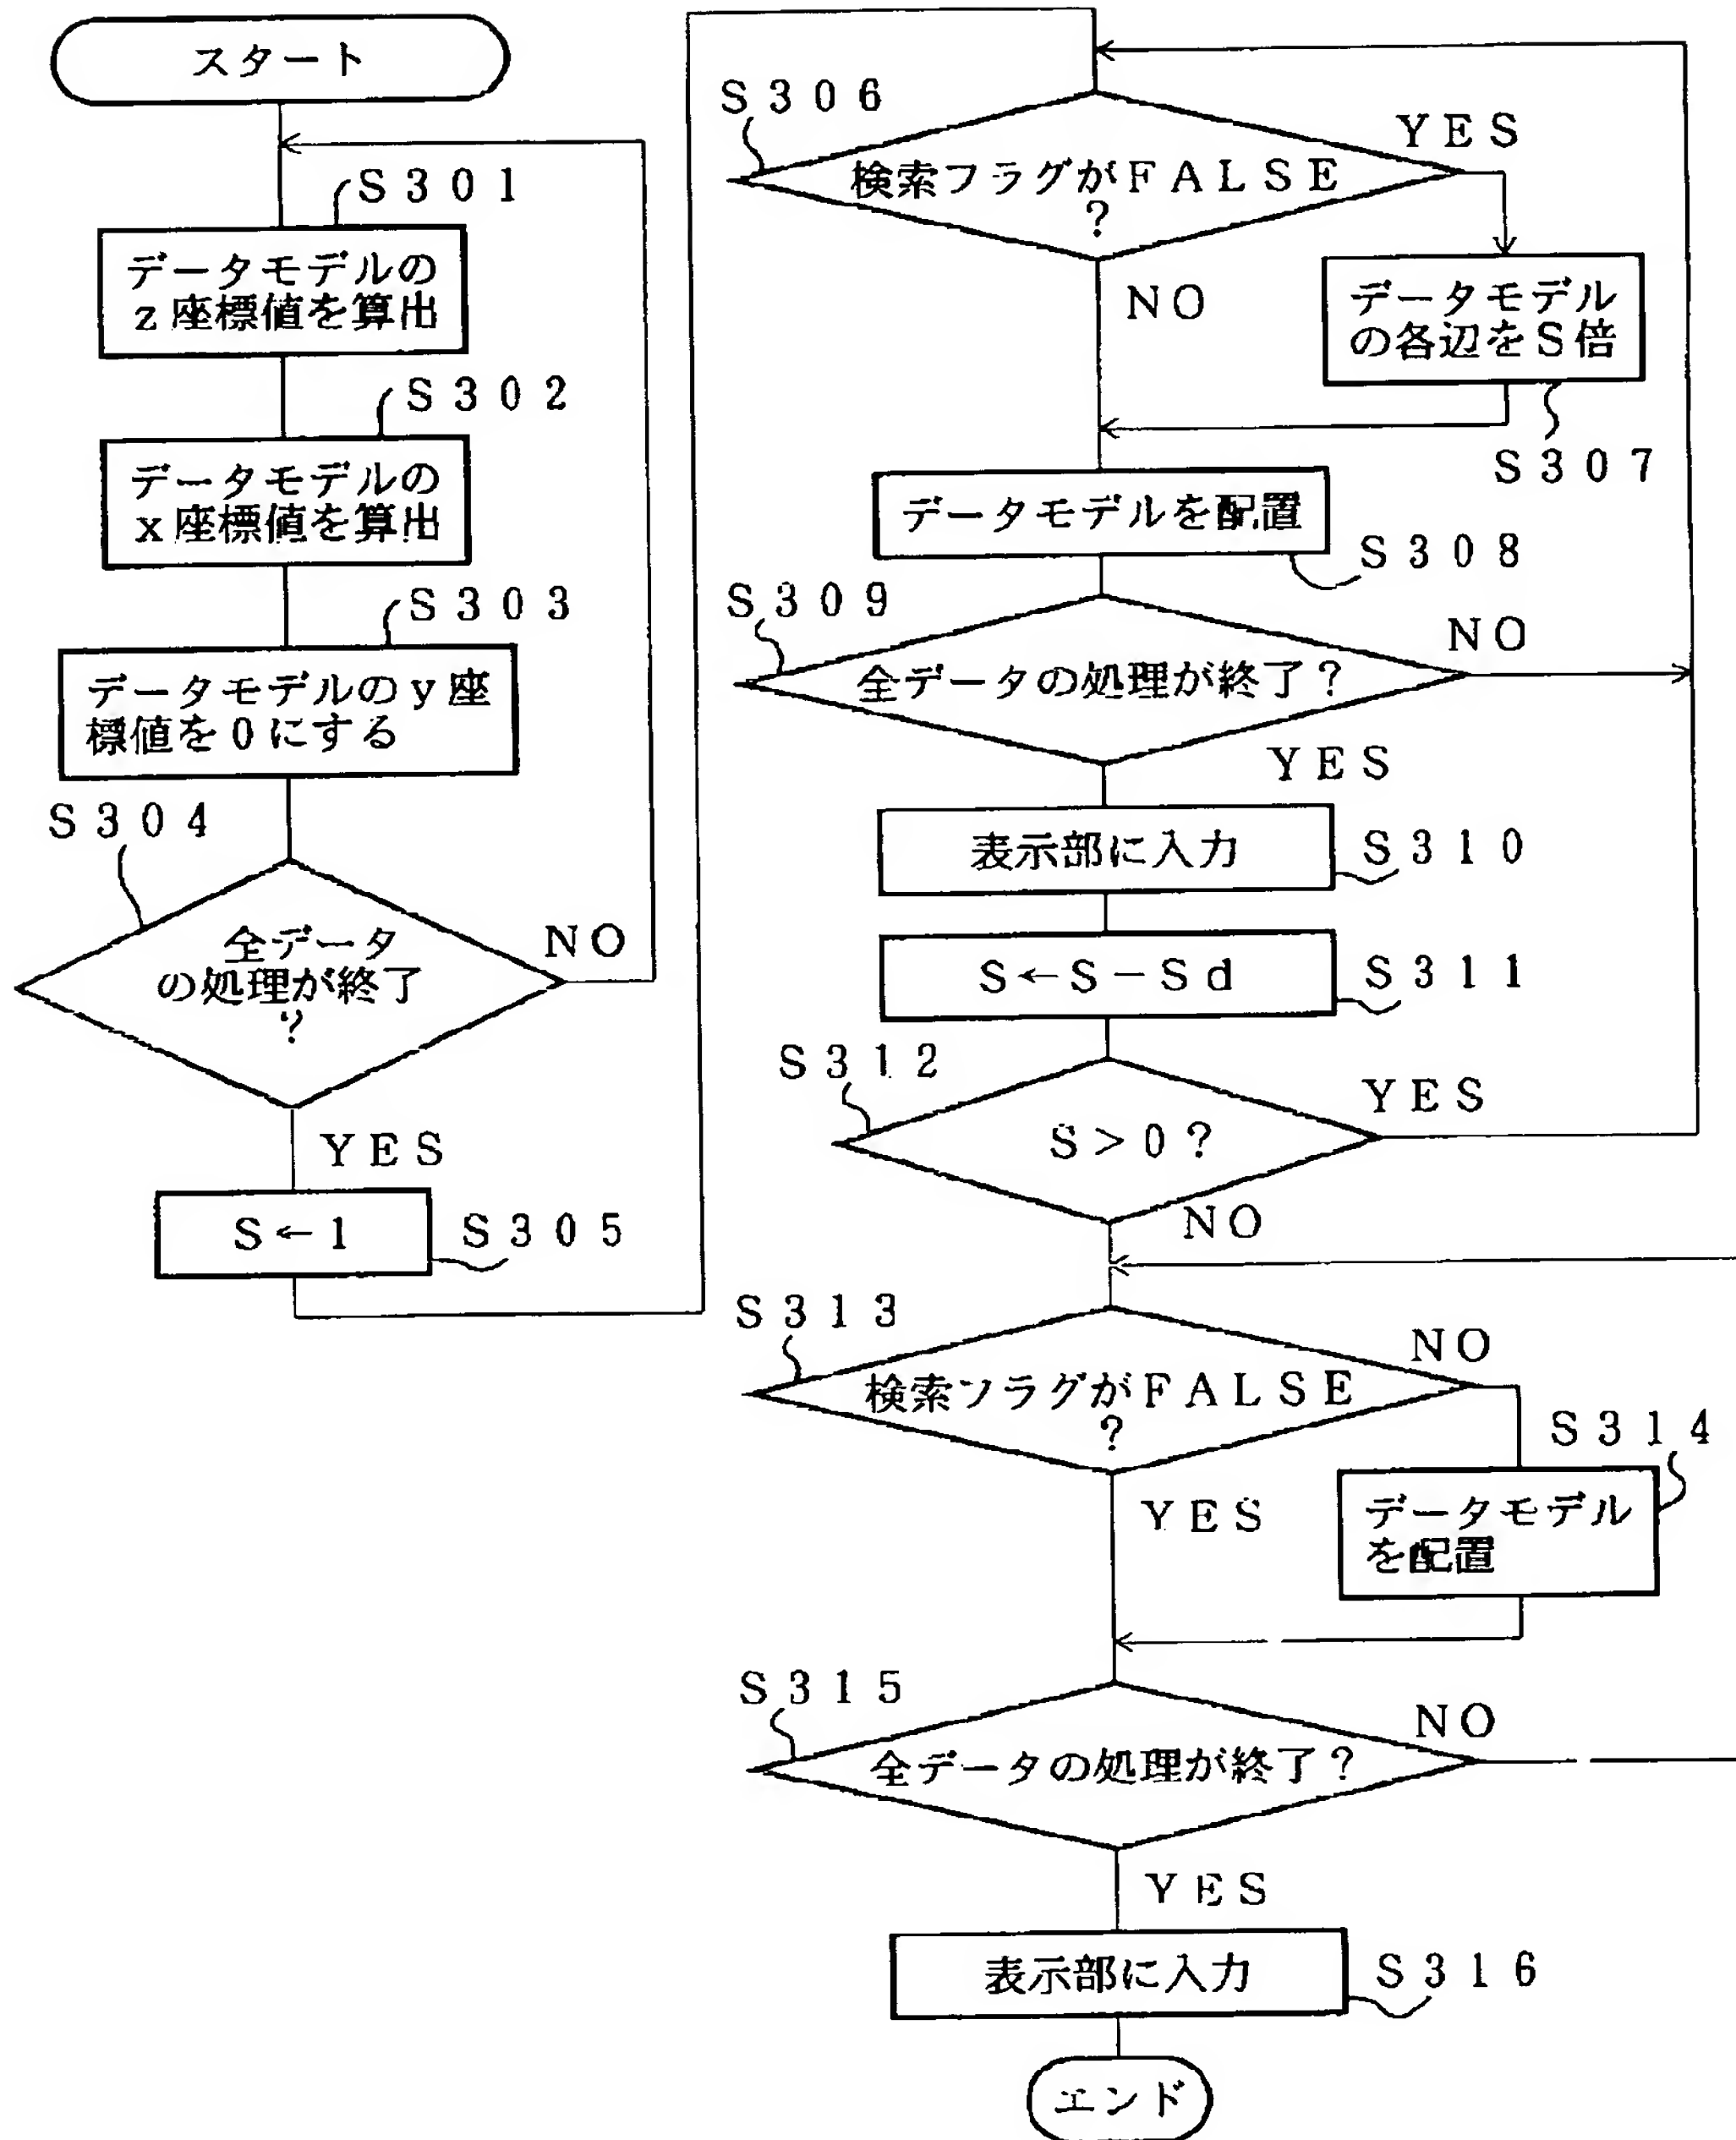 スタート
S301
データモデルの
z座標値を算出
S302
データモデルの
x座標値を算出
S303
データモデルのy座
標値を0にする
S304
全データ
の処理が終了
?
NO
YES
S←1
S305
S306
検索フラグがFALSE
?
YES
NO
データモデル
の各辺をS倍
S307
データモデルを配置
S308
S309
全データの処理が終了?
NO
YES
表示部に入力
S310
S←S-Sd
S311
S312
S>0?
YES
NO
S313
検索フラグがFALSE
?
NO
YES
S314
データモデル
を配置
S315
全データの処理が終了?
NO
YES
表示部に入力
S316
エンド